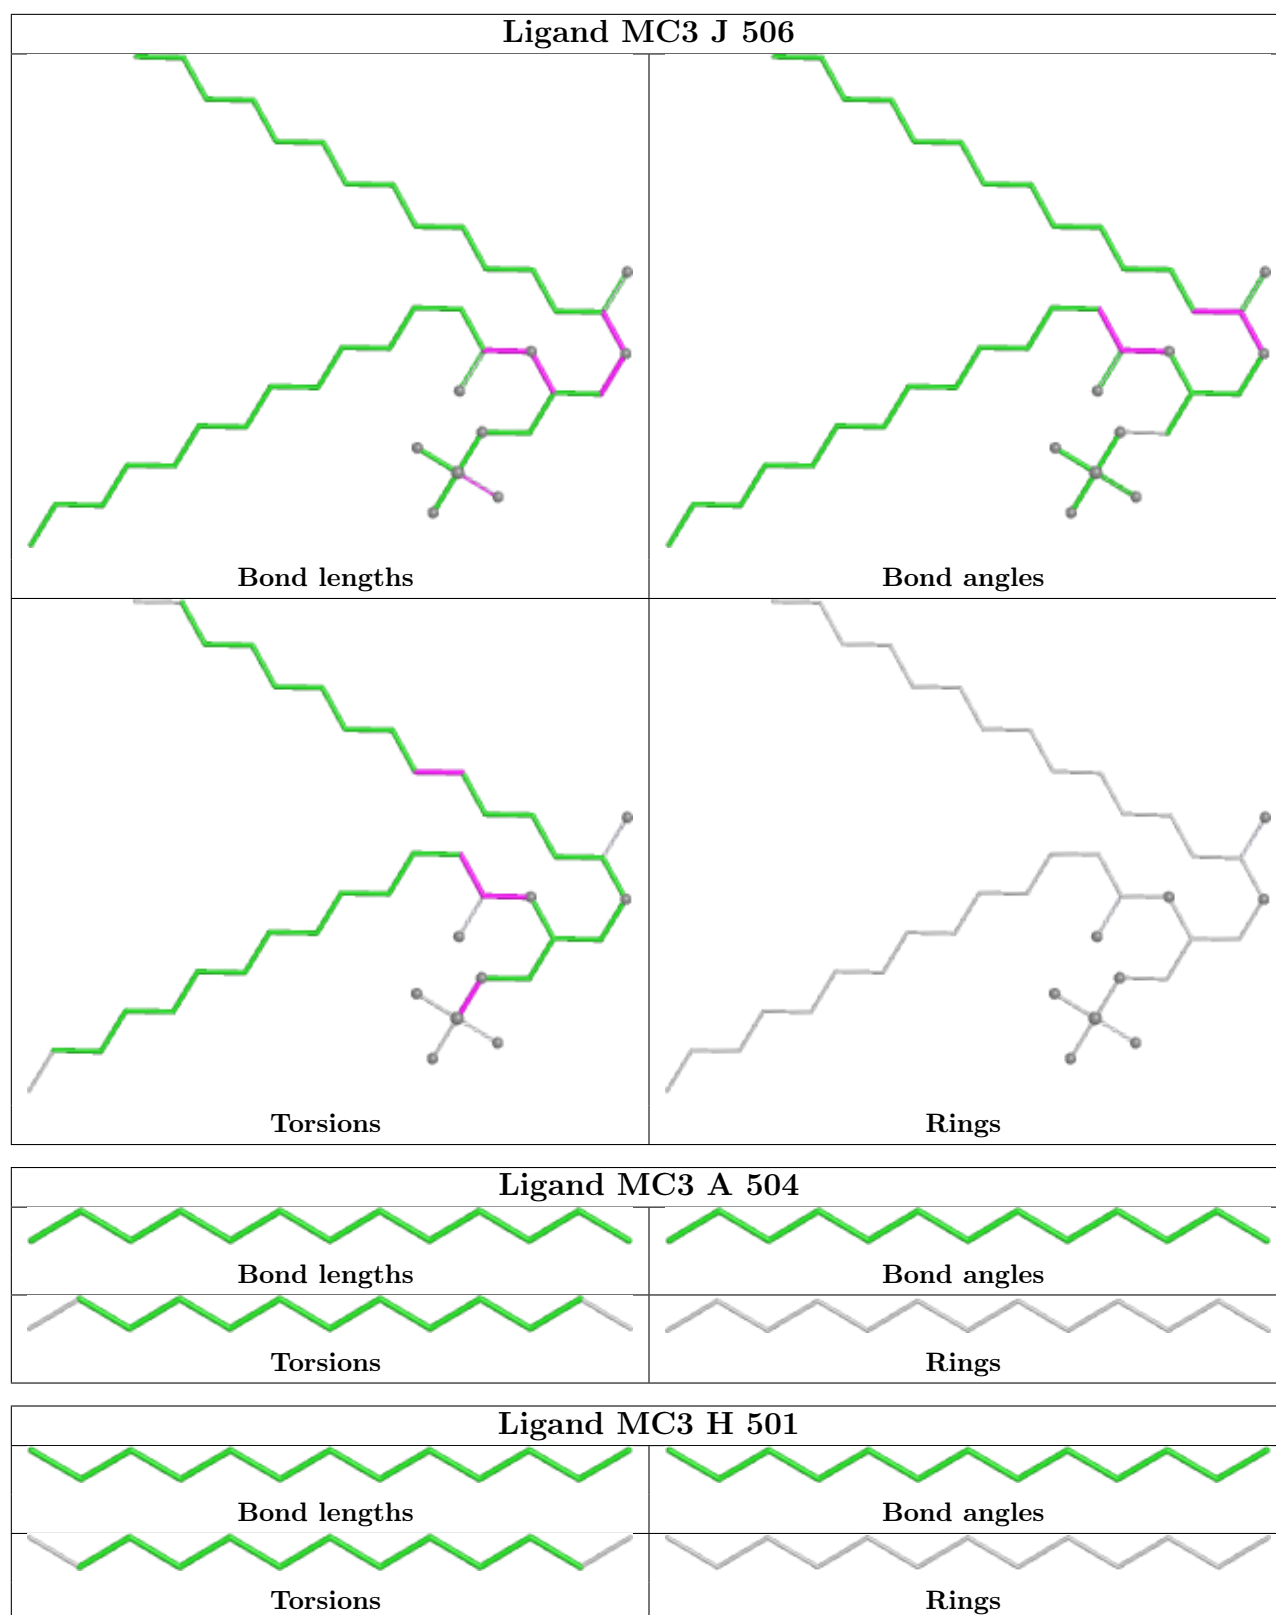 Ligand MC3 J 506
Bond lengths
Bond angles
Torsions
Rings
Ligand MC3 A 504
Bond lengths
Bond angles
Torsions
Rings
Ligand MC3 H 501
Bond lengths
Bond angles
Torsions
Rings